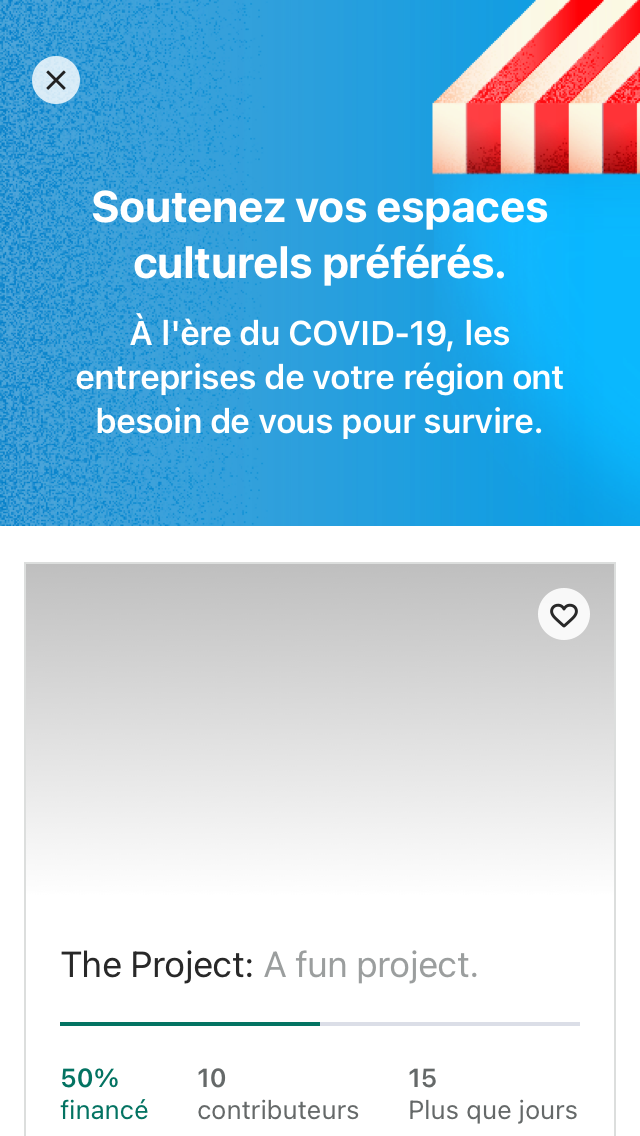 Soutenez vos espaces
culturels préférés.
À l'ère du COVID-19, les
entreprises de votre région ont
besoin de vous pour survire.
The Project: A fun project.
50% 10 15
financé contributeurs Plus que jours